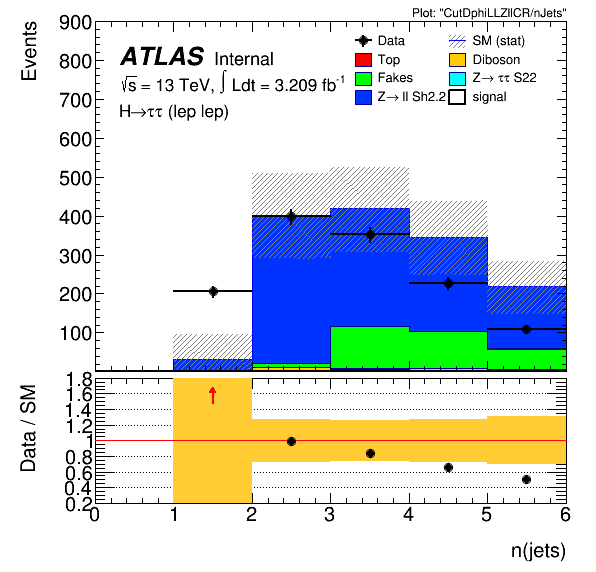 Plot: "CutDphiLLZllCR/nJets"
Events
900
800
700
600
500
400
300
200
100
ATLAS Internal
√s = 13 TeV, ∫ Ldt = 3.209 fb⁻¹
H→ττ (lep lep)
Data
SM (stat)
Top
Diboson
Fakes
Z→ ττ S22
Z→ ll Sh2.2
signal
Data / SM
1.8
1.6
1.4
1.2
1
0.8
0.6
0.4
0.2
0 1 2 3 4 5 6
n(jets)